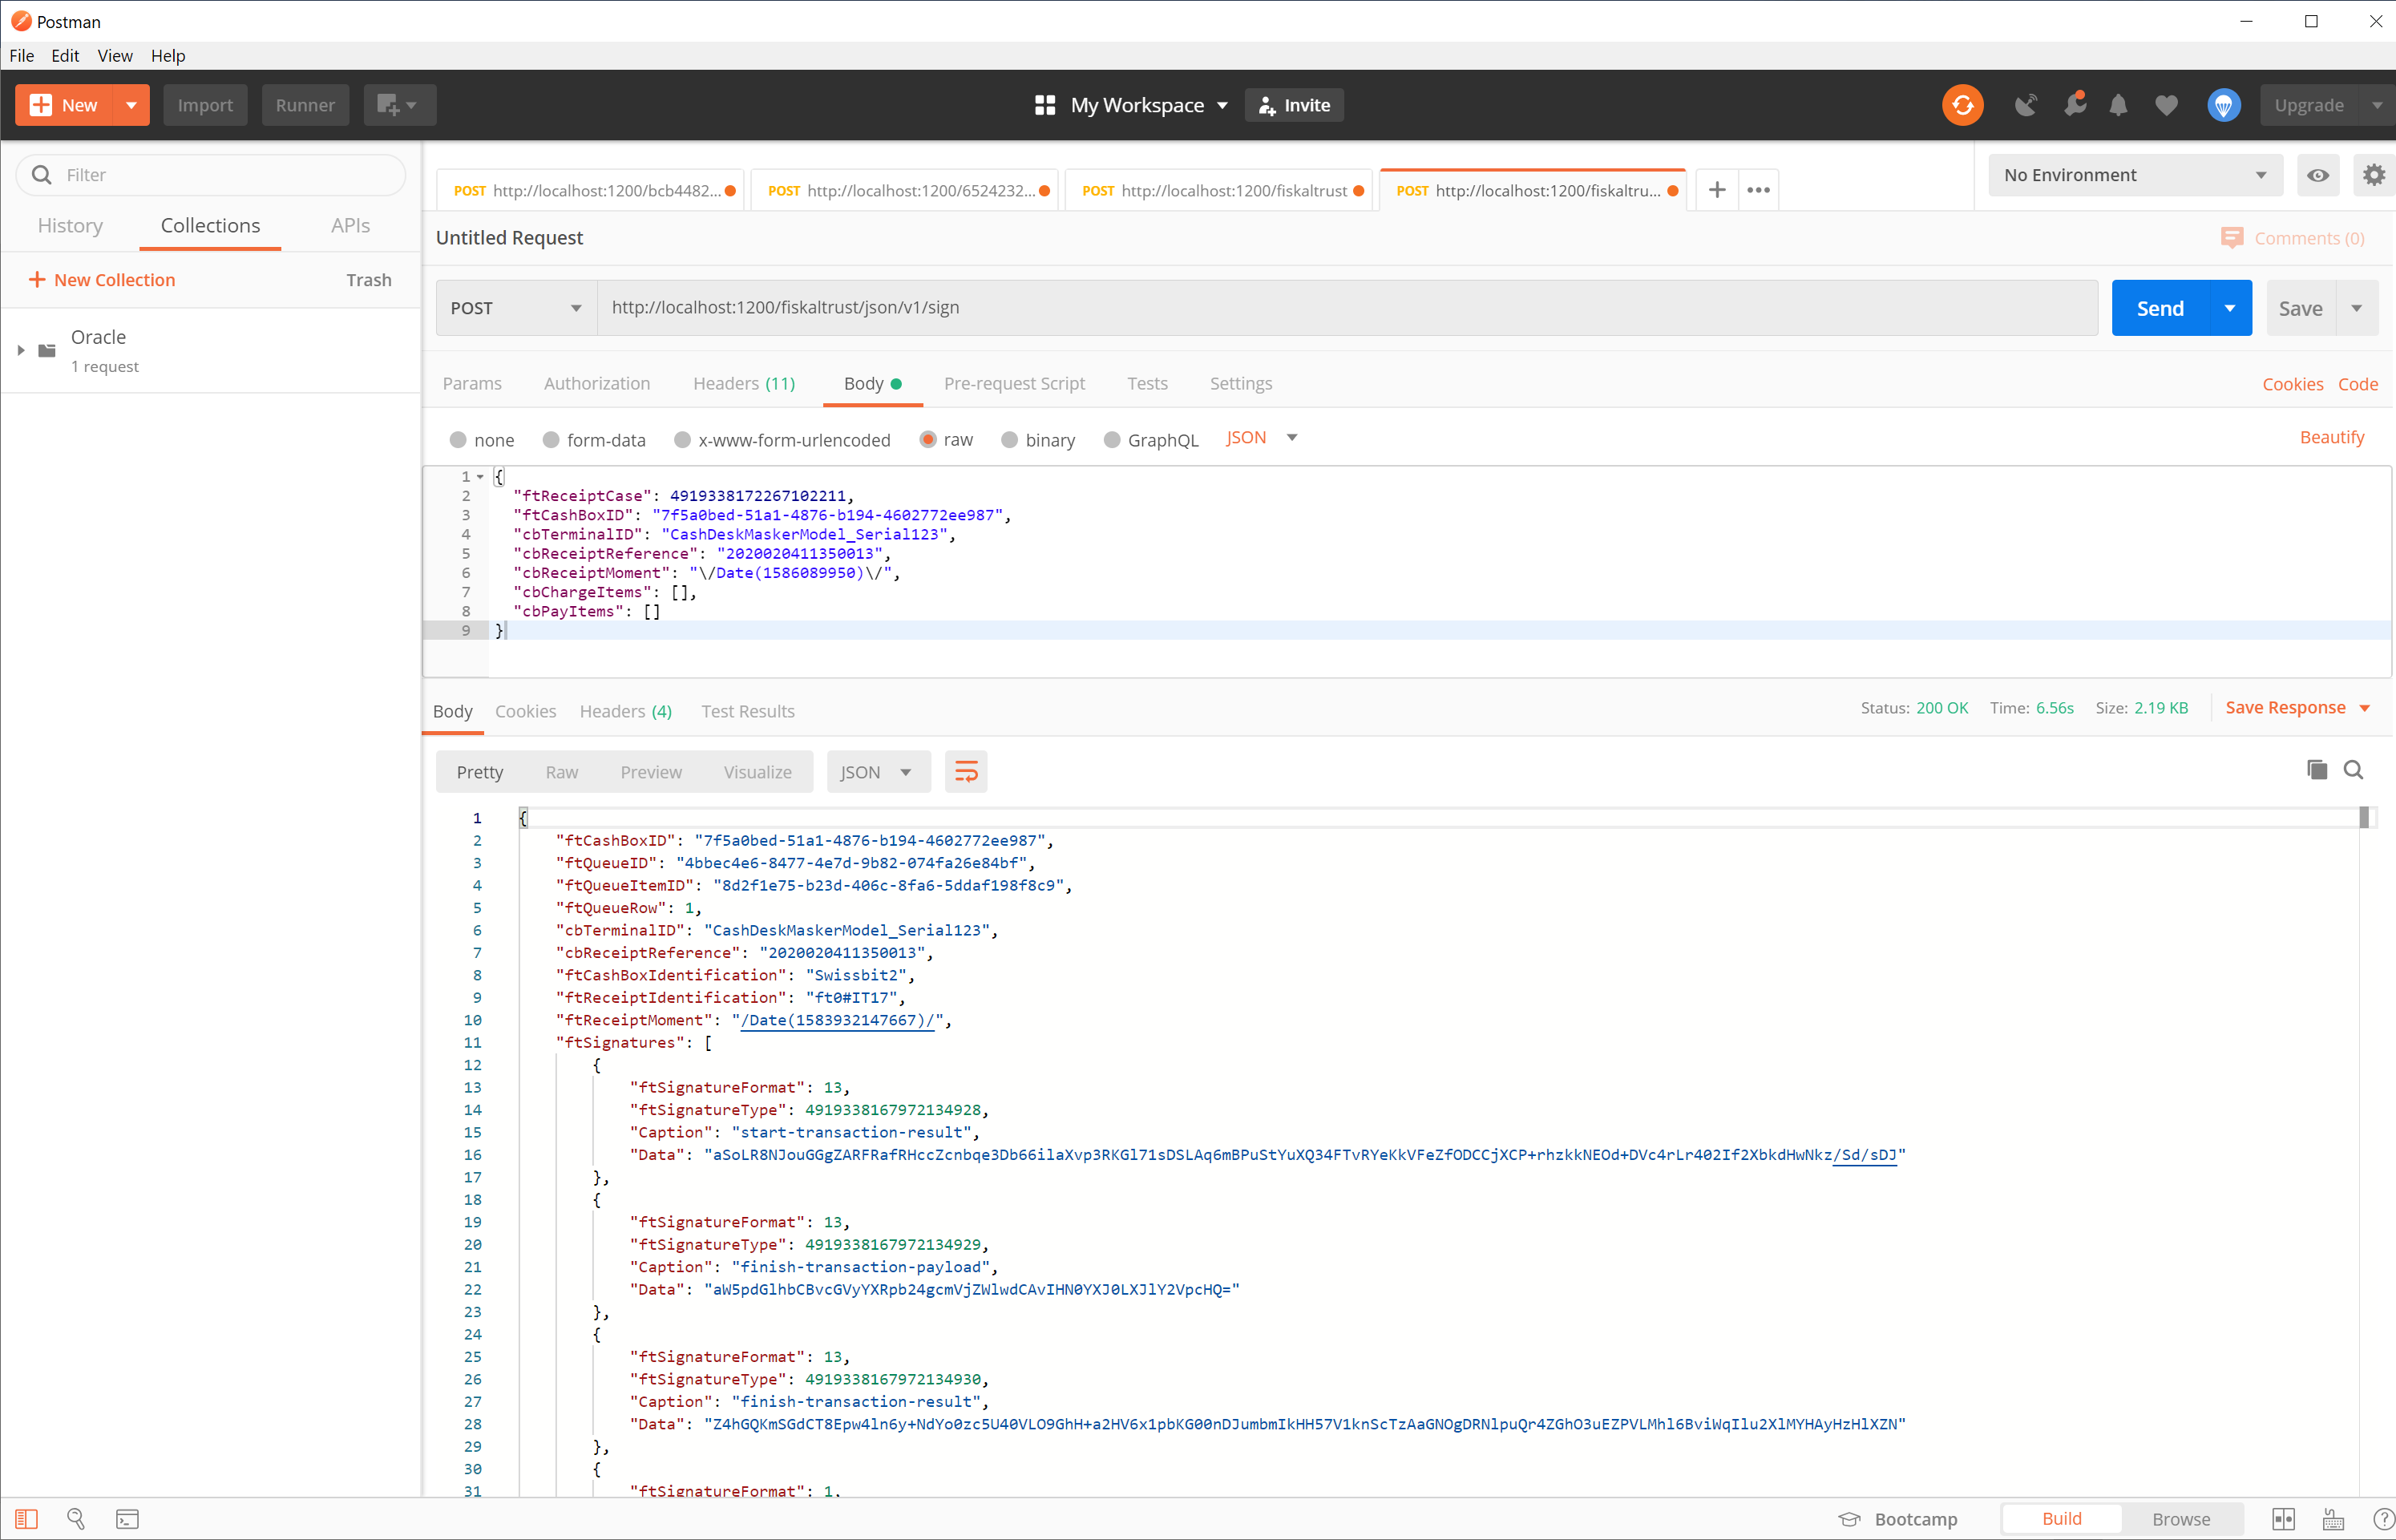 Postman
File Edit View Help
New Import Runner My Workspace Invite Upgrade
Filter
History Collections APIs
New Collection Trash
Oracle
1 request
POST http://localhost:1200/bcb4482... POST http://localhost:1200/6524232... POST http://localhost:1200/fiskaltrust POST http://localhost:1200/fiskaltru...
No Environment
Untitled Request Comments (0)
POST http://localhost:1200/fiskaltrust/json/v1/sign Send Save
Params Authorization Headers (11) Body Pre-request Script Tests Settings Cookies Code
none form-data x-www-form-urlencoded raw binary GraphQL JSON Beautify
1 {
2 "ftReceiptCase": 4919338172267102211,
3 "ftCashBoxID": "7f5a0bed-51a1-4876-b194-4602772ee987",
4 "cbTerminalID": "CashDeskMaskerModel_Serial123",
5 "cbReceiptReference": "2020020411350013",
6 "cbReceiptMoment": "\/Date(1586089950)\/",
7 "cbChargeItems": [],
8 "cbPayItems": []
9 }
Body Cookies Headers (4) Test Results Status: 200 OK Time: 6.56s Size: 2.19 KB Save Response
Pretty Raw Preview Visualize JSON
1 {
2 "ftCashBoxID": "7f5a0bed-51a1-4876-b194-4602772ee987",
3 "ftQueueID": "4bbec4e6-8477-4e7d-9b82-074fa26e84bf",
4 "ftQueueItemID": "8d2f1e75-b23d-406c-8fa6-5ddaf198f8c9",
5 "ftQueueRow": 1,
6 "cbTerminalID": "CashDeskMaskerModel_Serial123",
7 "cbReceiptReference": "2020020411350013",
8 "ftCashBoxIdentification": "Swissbit2",
9 "ftReceiptIdentification": "ft0#IT17",
10 "ftReceiptMoment": "/Date(1583932147667)/",
11 "ftSignatures": [
12 {
13 "ftSignatureFormat": 13,
14 "ftSignatureType": 4919338167972134928,
15 "Caption": "start-transaction-result",
16 "Data": "aSoLR8NJouGGgZARFRafRHccZcnbqe3Db66ilaXvp3RKGl71sDSLAq6mBPuStYuXQ34FTvRYeKkVFeZfODCCjXCP+rhzkkNEOd+DVc4rLr402If2XbkdHwNkz/Sd/sDJ"
17 },
18 {
19 "ftSignatureFormat": 13,
20 "ftSignatureType": 4919338167972134929,
21 "Caption": "finish-transaction-payload",
22 "Data": "aW5pdGlhbCBvcGVyYXRpb24gcmVjZWlwdCAvIHN0YXJ0LXJlY2VpcHQ="
23 },
24 {
25 "ftSignatureFormat": 13,
26 "ftSignatureType": 4919338167972134930,
27 "Caption": "finish-transaction-result",
28 "Data": "Z4hGQKmSGdCT8Epw4ln6y+NdYo0zc5U40VLO9GhH+a2HV6x1pbKG00nDJumbmIkHH57V1knScTzAaGNOgDRNlpuQr4ZGhO3uEZPVLMhl6BviWqIlu2XlMYHAyHzHlXZN"
29 },
30 {
31 "ftSignatureFormat": 1,
Bootcamp Build Browse